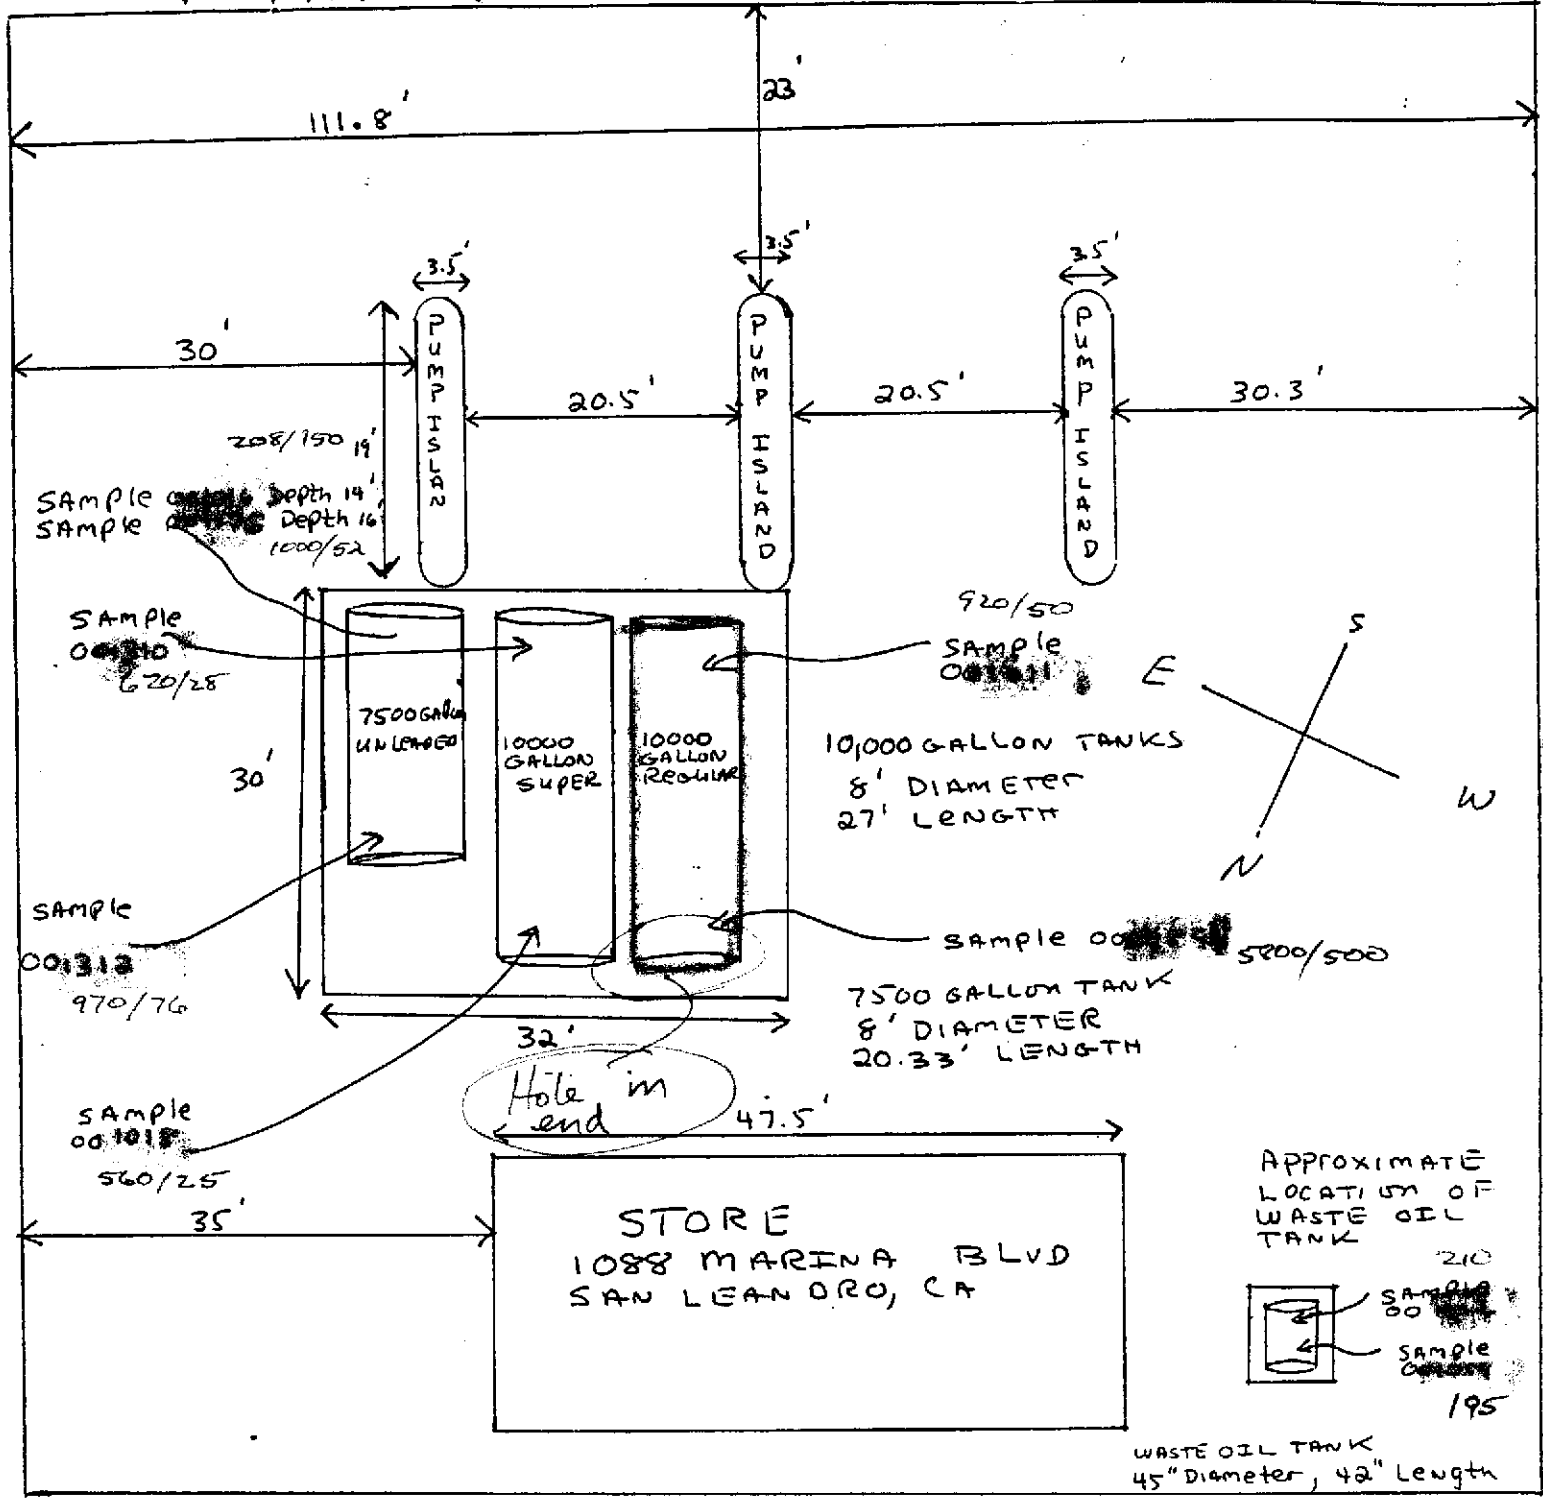 23'
111.8'
3.5'
3.5'
3.5'
30'
20.5'
20.5'
30.3'
PUMP ISLAN
PUMP ISLAND
PUMP ISLAND
208/150
19'
SAMPle Depth 14'
SAMPle Depth 16'
1000/52
SAMPle
620/28
920/50
SAMPle
S
E
W
N
7500 GALLON
UNLEADED
10000
GALLON
SUPER
10000
GALLON
REGULAR
10,000 GALLON TANKS
8' DIAMETER
27' LENGTH
30'
SAMPle
001312
970/76
SAMPle
5800/500
7500 GALLON TANK
8' DIAMETER
20.33' LENGTH
32'
Hole in
end
47.5'
SAMPle
560/25
35'
STORE
1088 MARINA BLVD
SAN LEANDRO, CA
APPROXIMATE
LOCATION OF
WASTE OIL
TANK
210
SAMPle
00
SAMPle
195
WASTE OIL TANK
45" Diameter, 42" Length